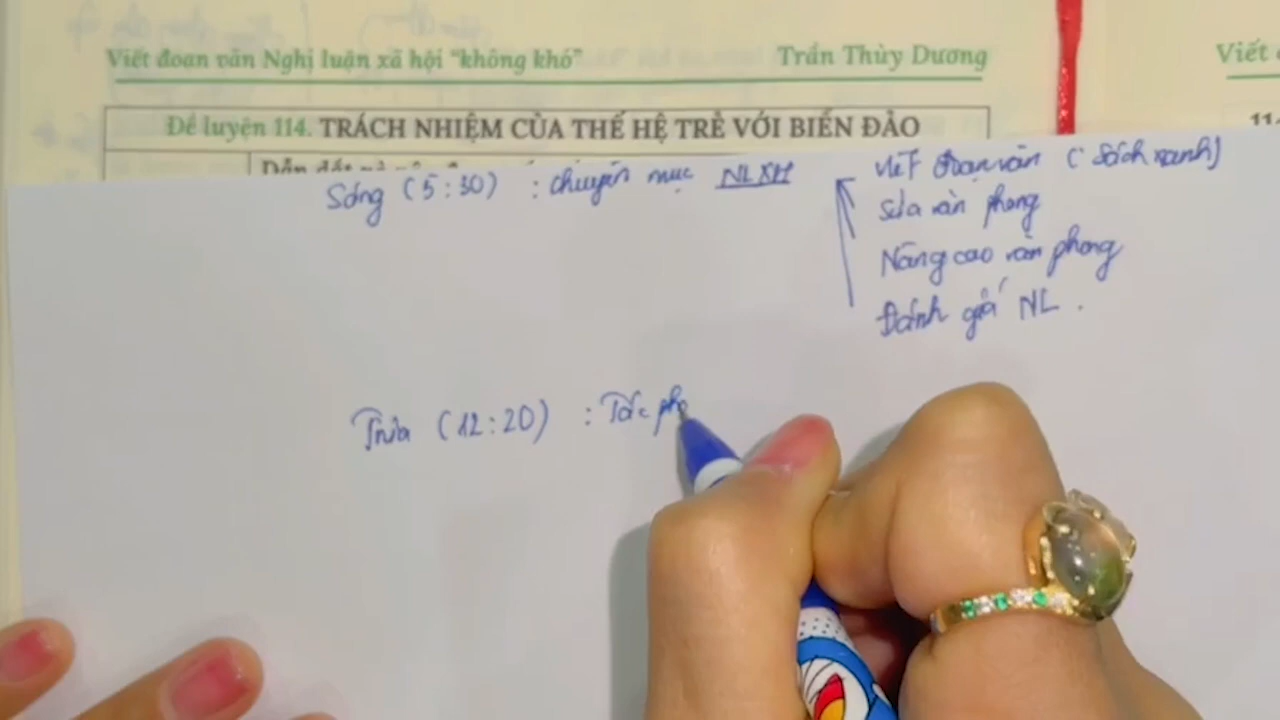 Viết đoạn văn Nghị luận xã hội "không khó"
Trần Thùy Dương
Viết
Đề luyện 114. TRÁCH NHIỆM CỦA THẾ HỆ TRẺ VỚI BIỂN ĐẢO
Sáng (5:30) : chuyên mục NLXH
Viết đoạn văn (Sách xanh)
Sửa văn phong
Nâng cao văn phong
Đánh giá NL.
Trưa (12:20) : Tác ph